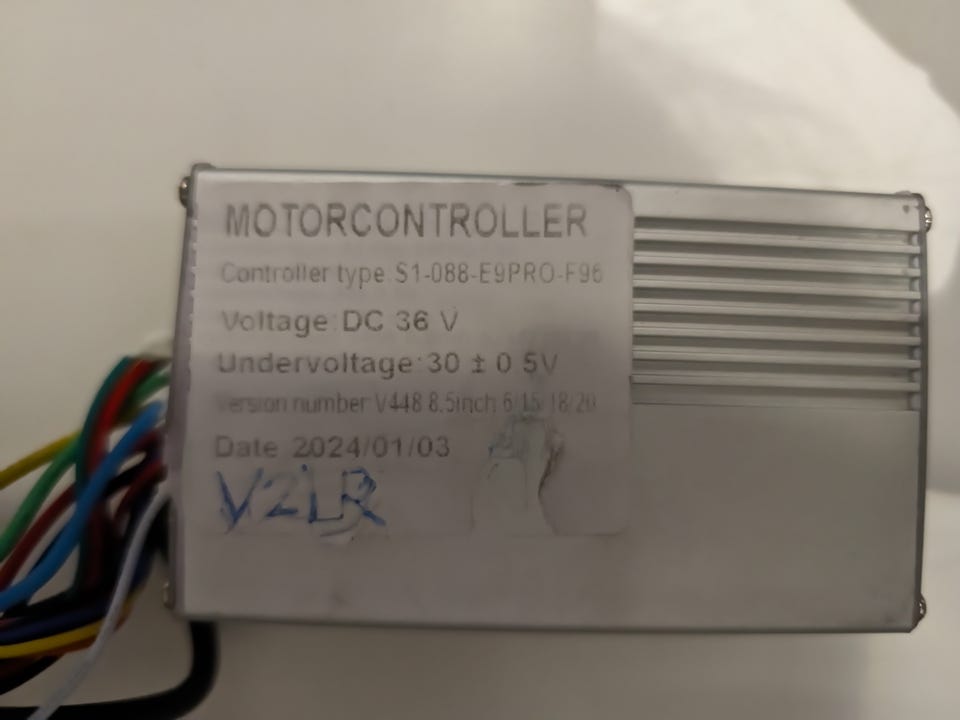 MOTORCONTROLLER
Controller type: S1-088-E9PRO-F96
Voltage: DC 36 V
Undervoltage: 30 ± 0.5V
Version number: V448 8.5inch 6/15/18/20
Date: 2024/01/03
V2LR